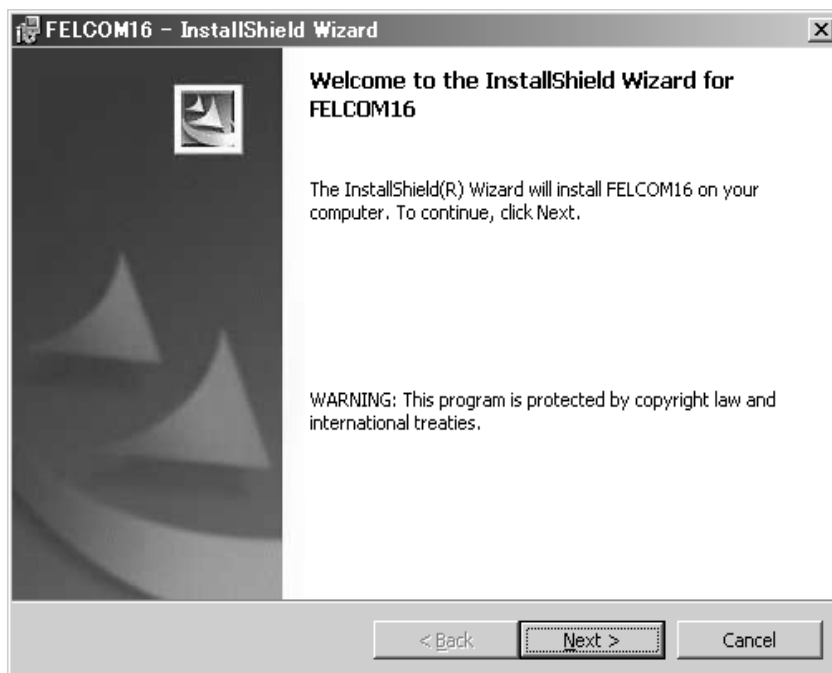 FELCOM16 - InstallShield Wizard
Welcome to the InstallShield Wizard for
FELCOM16
The InstallShield(R) Wizard will install FELCOM16 on your
computer. To continue, click Next.
WARNING: This program is protected by copyright law and
international treaties.
< Back Next > Cancel